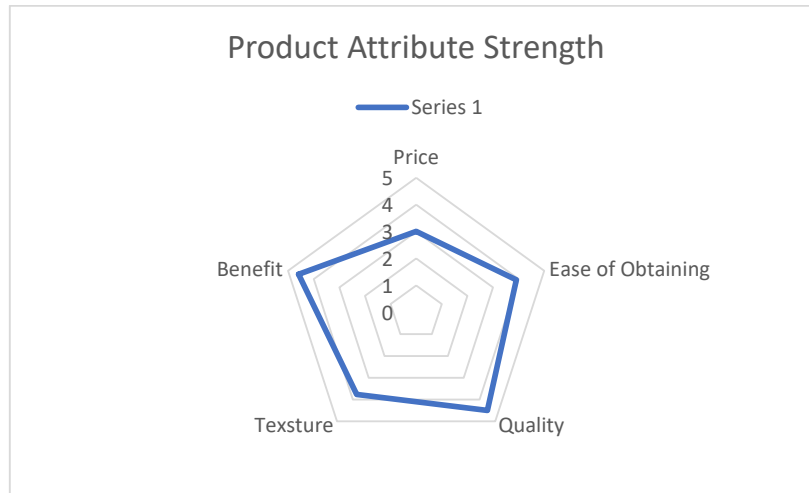 Product Attribute Strength
Series 1
Price
5
4
3
2
1
0
Benefit
Ease of Obtaining
Texsture
Quality